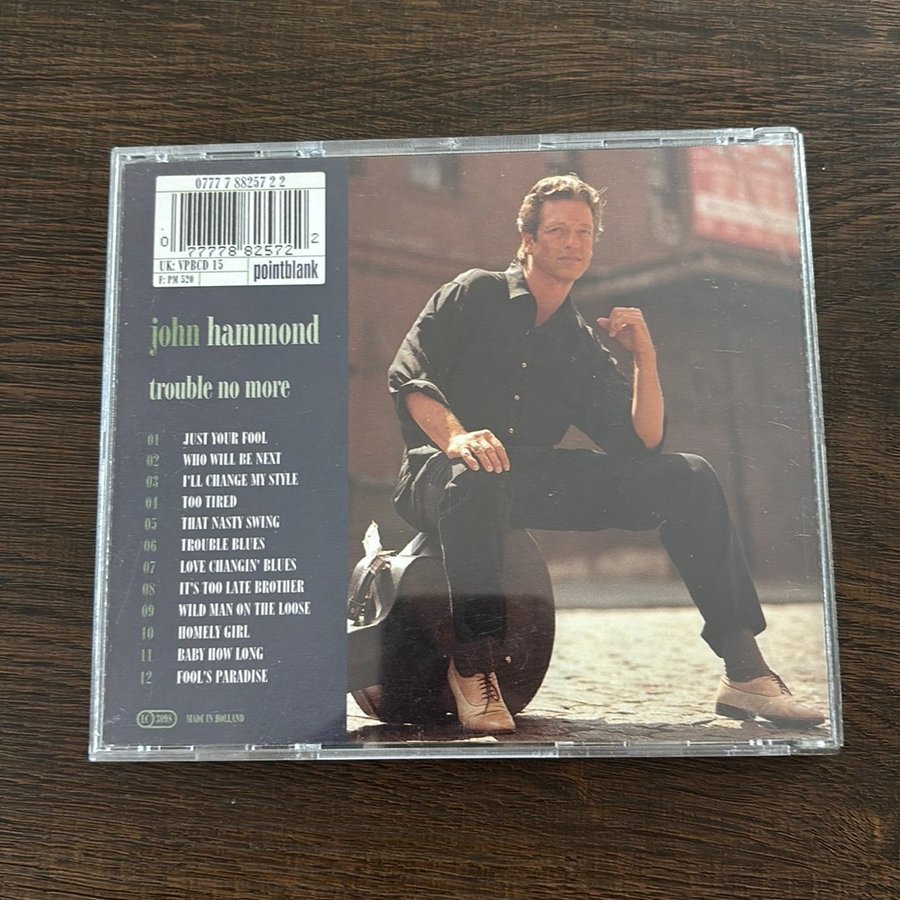 0777 7 88257 2 2
0 77778 82572 2
UK: VPBCD 15
F: PM 520
pointblank
john hammond
trouble no more
01 JUST YOUR FOOL
02 WHO WILL BE NEXT
03 I'LL CHANGE MY STYLE
04 TOO TIRED
05 THAT NASTY SWING
06 TROUBLE BLUES
07 LOVE CHANGIN' BLUES
08 IT'S TOO LATE BROTHER
09 WILD MAN ON THE LOOSE
10 HOMELY GIRL
11 BABY HOW LONG
12 FOOL'S PARADISE
LC 3098 MADE IN HOLLAND